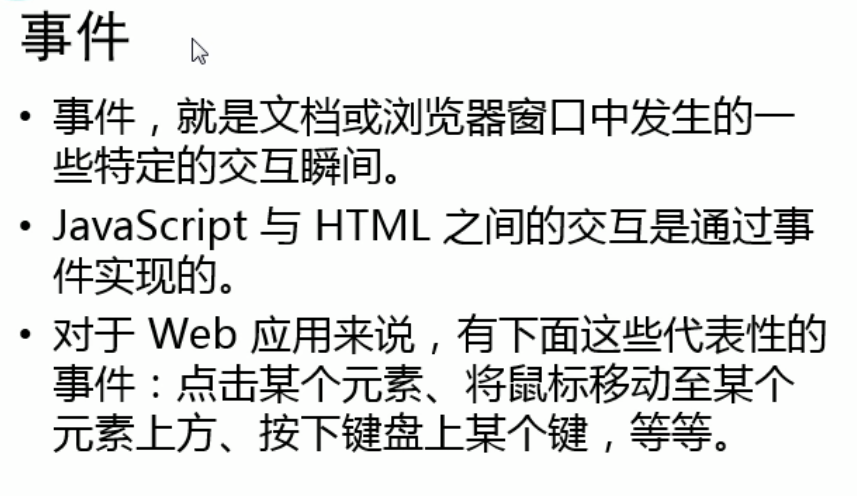 事件
• 事件，就是文档或浏览器窗口中发生的一
些特定的交互瞬间。
• JavaScript 与 HTML 之间的交互是通过事
件实现的。
• 对于 Web 应用来说，有下面这些代表性的
事件：点击某个元素、将鼠标移动至某个
元素上方、按下键盘上某个键，等等。